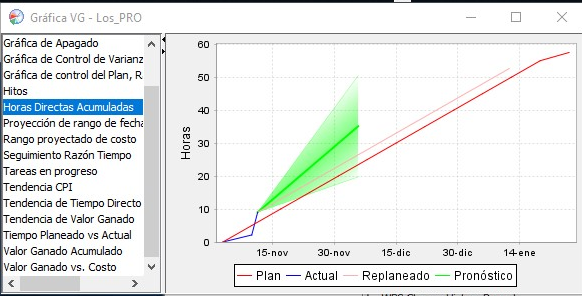 Gráfica VG - Los_PRO
Gráfica de Apagado
Gráfica de Control de Varianz
Gráfica de control del Plan, R
Hitos
Horas Directas Acumuladas
Proyección de rango de fecha
Rango proyectado de costo
Seguimiento Razón Tiempo
Tareas en progreso
Tendencia CPI
Tendencia de Tiempo Directo
Tendencia de Valor Ganado
Tiempo Planeado vs Actual
Valor Ganado Acumulado
Valor Ganado vs. Costo
Horas
60
50
40
30
20
10
0
15-nov 30-nov 15-dic 30-dic 14-ene
Plan Actual Replaneado Pronóstico